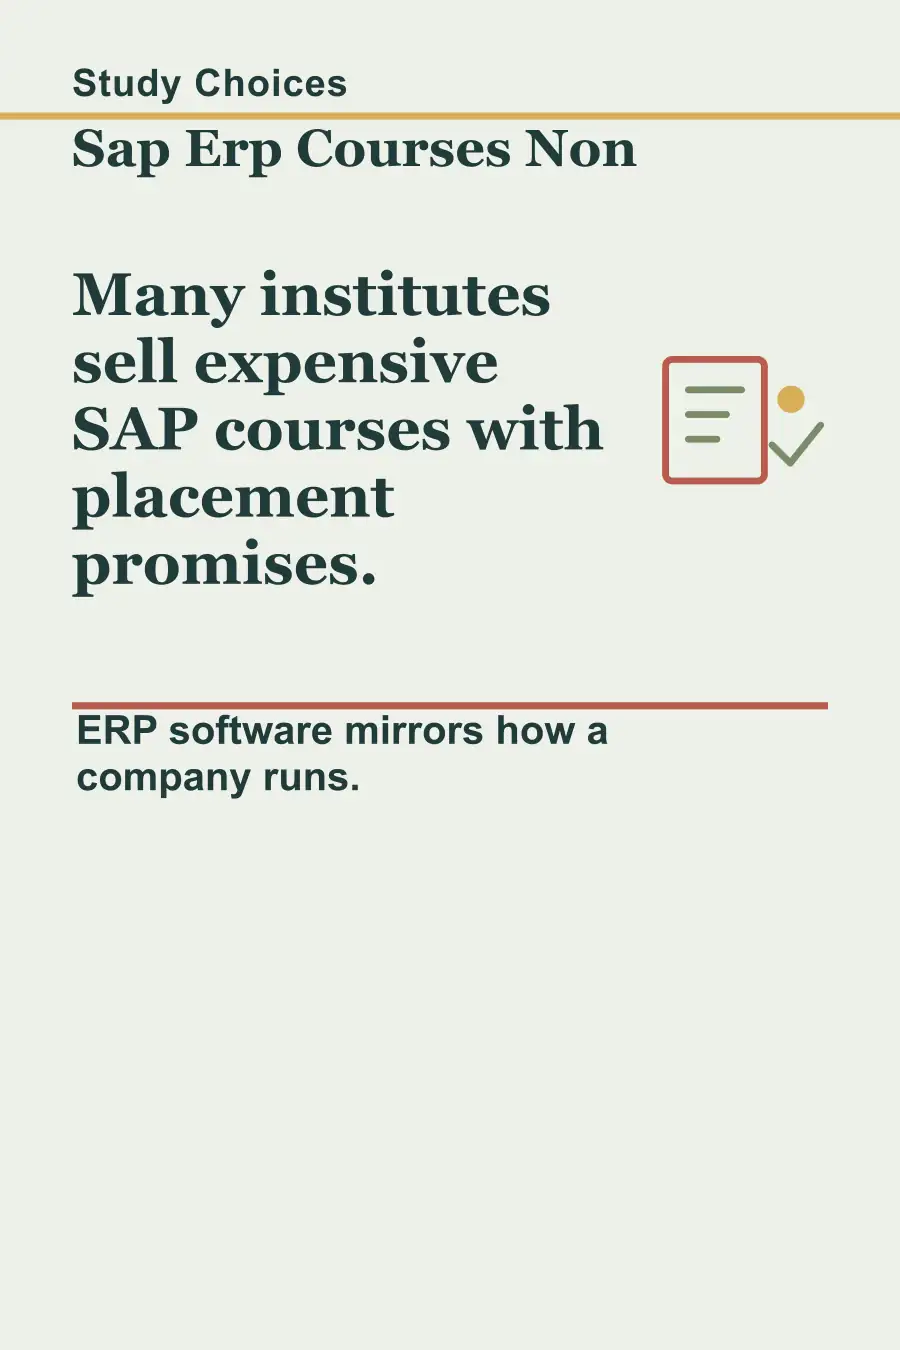 Study Choices
Sap Erp Courses Non
Many institutes
sell expensive
SAP courses with
placement
promises.
ERP software mirrors how a
company runs.